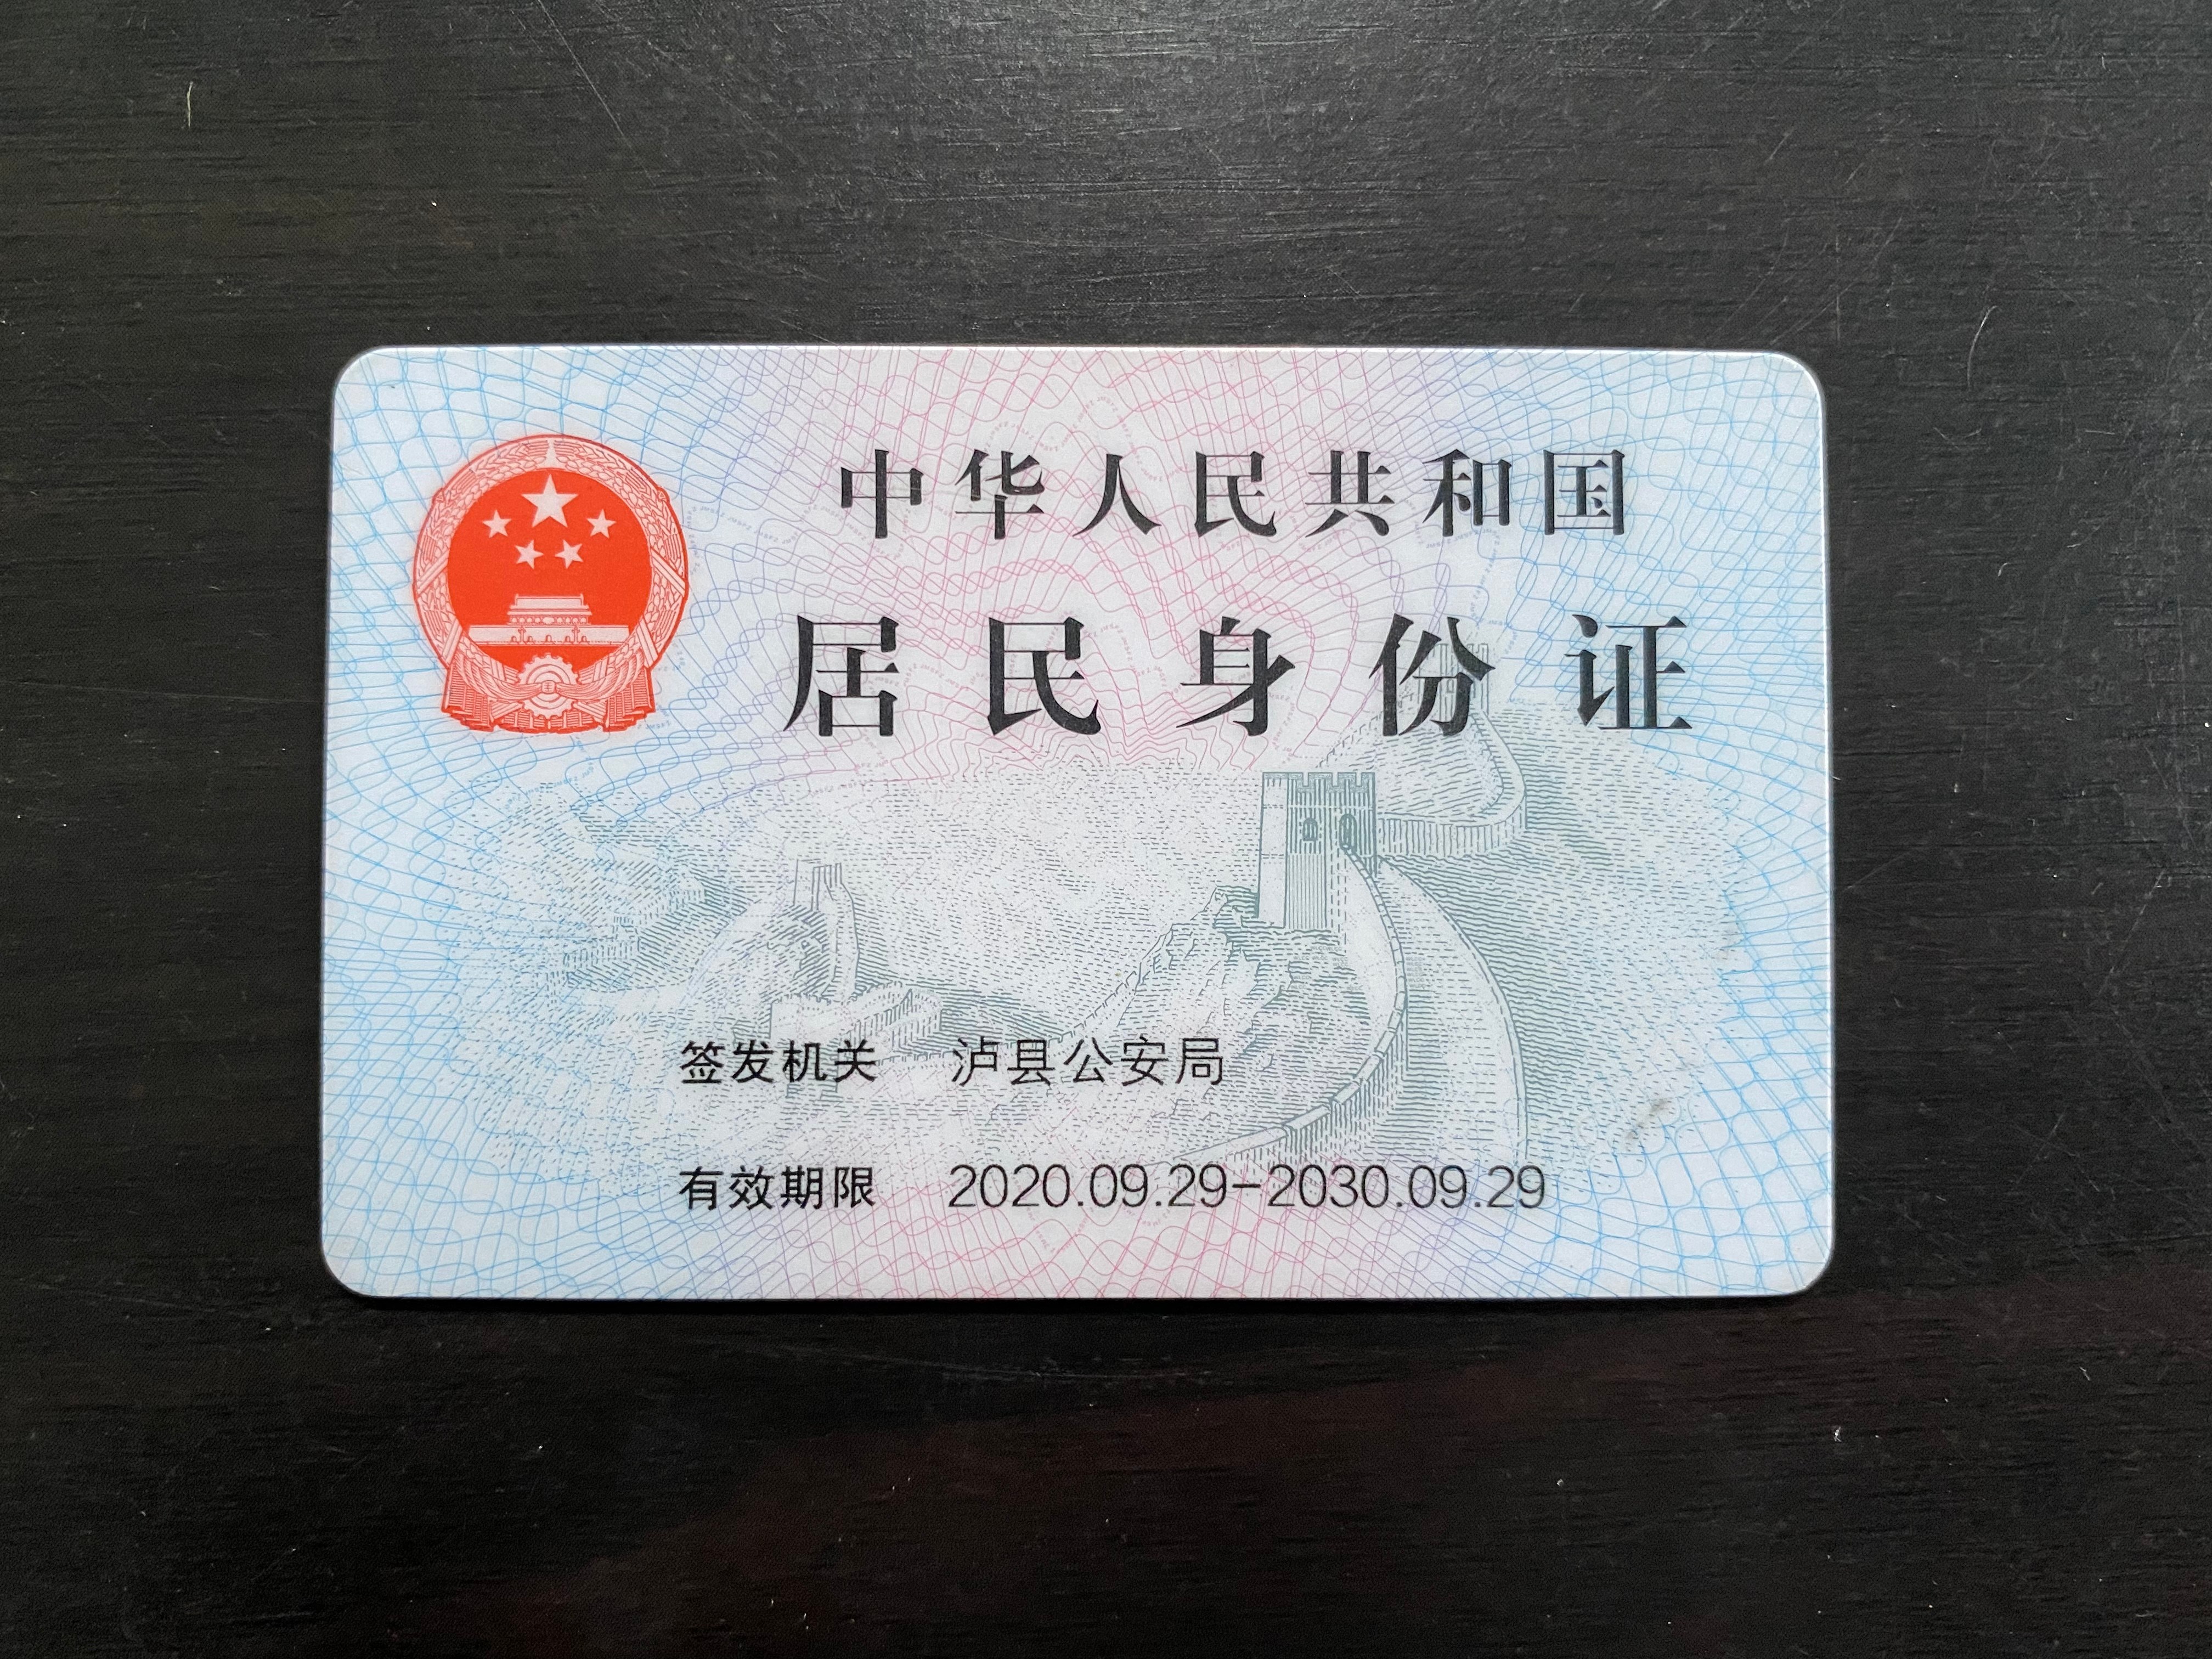 中华人民共和国
居民身份证
签发机关 泸县公安局
有效期限 2020.09.29-2030.09.29